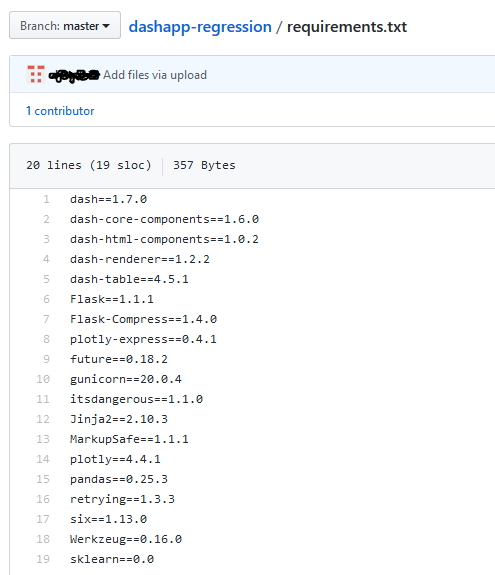 Branch: master
dashapp-regression / requirements.txt
Add files via upload
1 contributor
20 lines (19 sloc) 357 Bytes
1 dash==1.7.0
2 dash-core-components==1.6.0
3 dash-html-components==1.0.2
4 dash-renderer==1.2.2
5 dash-table==4.5.1
6 Flask==1.1.1
7 Flask-Compress==1.4.0
8 plotly-express==0.4.1
9 future==0.18.2
10 gunicorn==20.0.4
11 itsdangerous==1.1.0
12 Jinja2==2.10.3
13 MarkupSafe==1.1.1
14 plotly==4.4.1
15 pandas==0.25.3
16 retrying==1.3.3
17 six==1.13.0
18 Werkzeug==0.16.0
19 sklearn==0.0